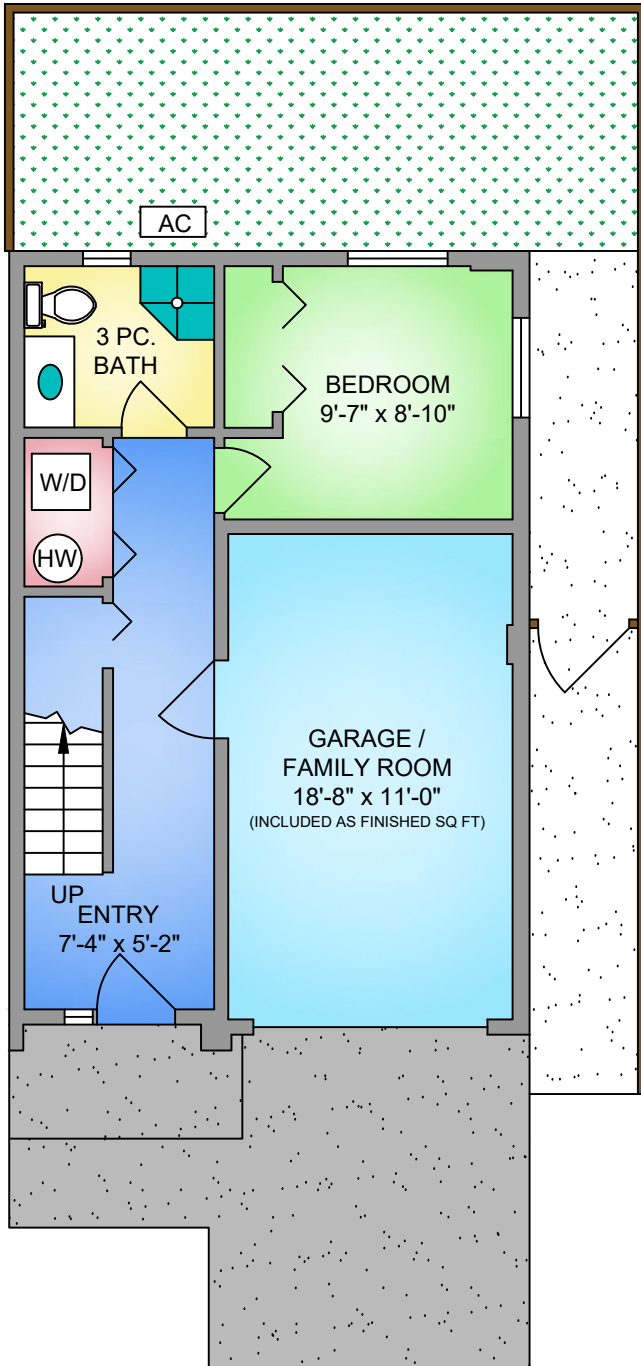 AC
3 PC.
BATH
BEDROOM
9'-7" x 8'-10"
W/D
HW
GARAGE /
FAMILY ROOM
18'-8" x 11'-0"
(INCLUDED AS FINISHED SQ FT)
UP
ENTRY
7'-4" x 5'-2"